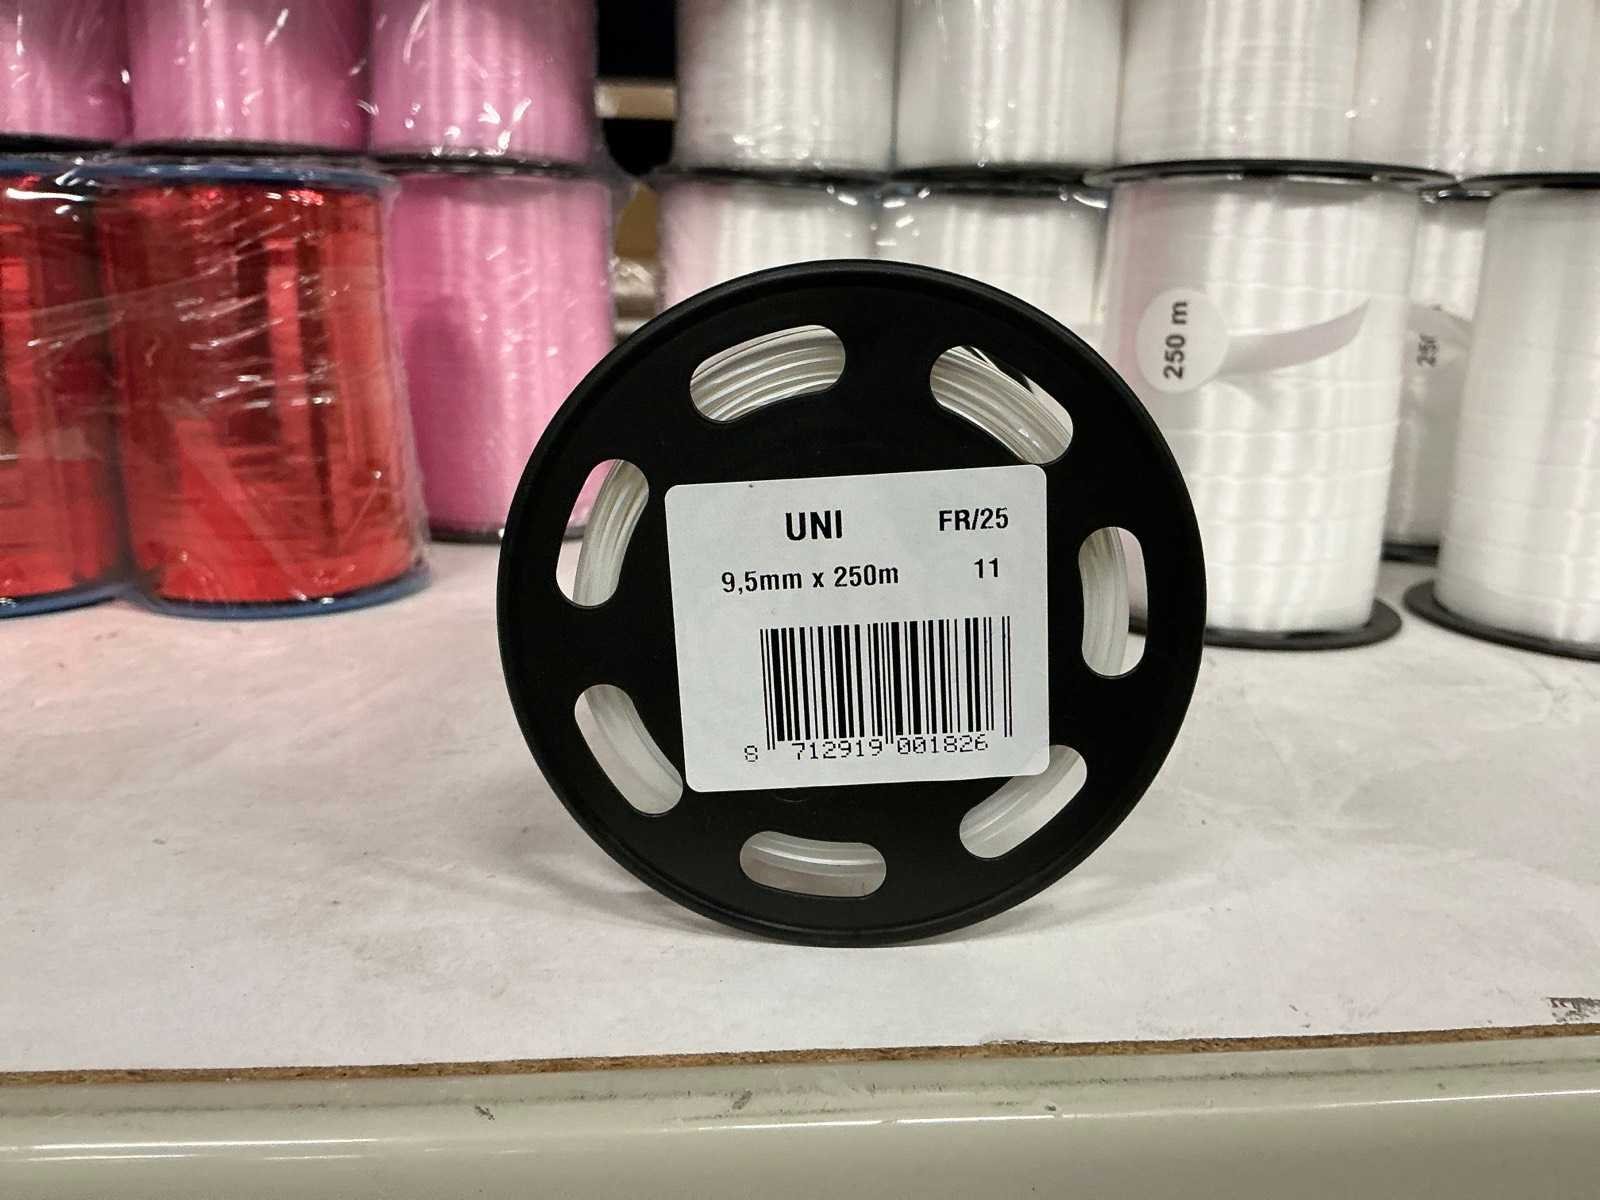 250 m
UNI FR/25
9,5mm x 250m 11
8 712919 001826